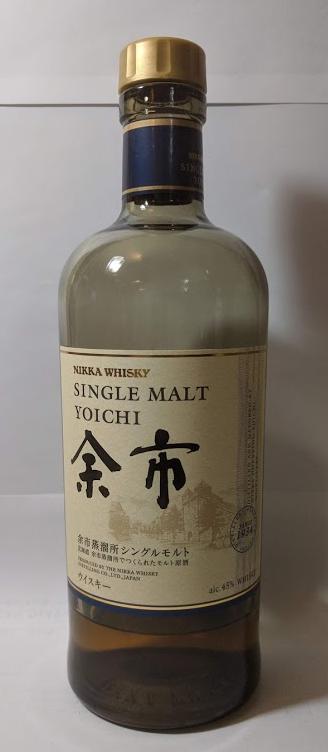 NIKKA WHISKY
SINGLE MALT
YOICHI
余市
余市蒸溜所シングルモルト
北海道 余市蒸溜所でつくられたモルト原酒
PRODUCED BY THE NIKKA WHISKY
DISTILLING CO., LTD., JAPAN
ウイスキー
SINCE
1934
alc.45% WHISKY